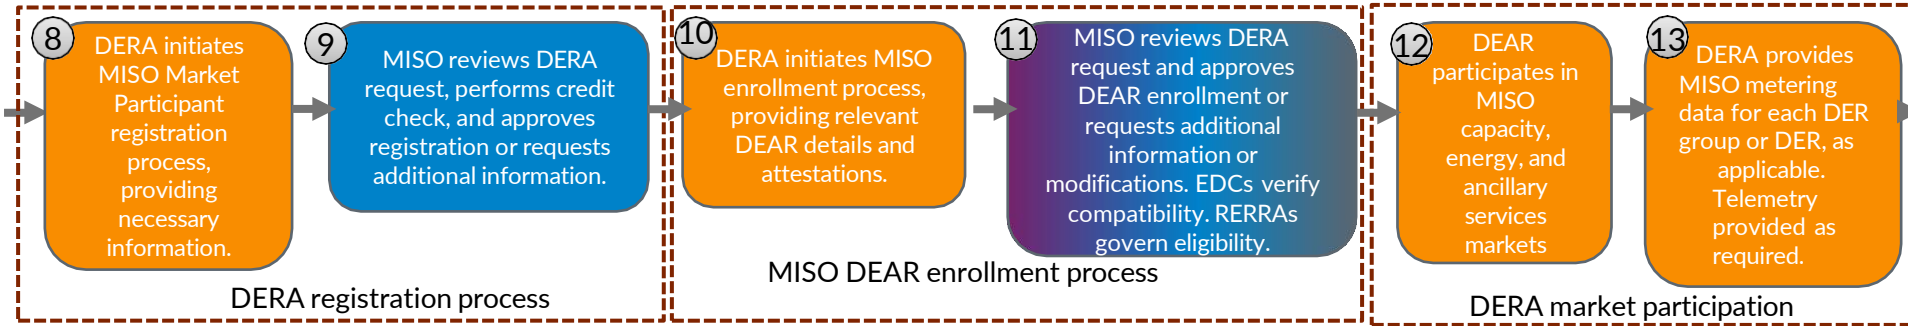 8
DERA initiates
MISO Market
Participant
registration
process,
providing
necessary
information.
9
MISO reviews DERA
request, performs credit
check, and approves
registration or requests
additional information.
DERA registration process
10
DERA initiates MISO
enrollment process,
providing relevant
DEAR details and
attestations.
11
MISO reviews DERA
request and approves
DEAR enrollment or
requests additional
information or
modifications. EDCs verify
compatibility. RERRAs
govern eligibility.
MISO DEAR enrollment process
12
DEAR
participates in
MISO
capacity,
energy, and
ancillary
services
markets
13
DERA provides
MISO metering
data for each DER
group or DER, as
applicable.
Telemetry
provided as
required.
DERA market participation